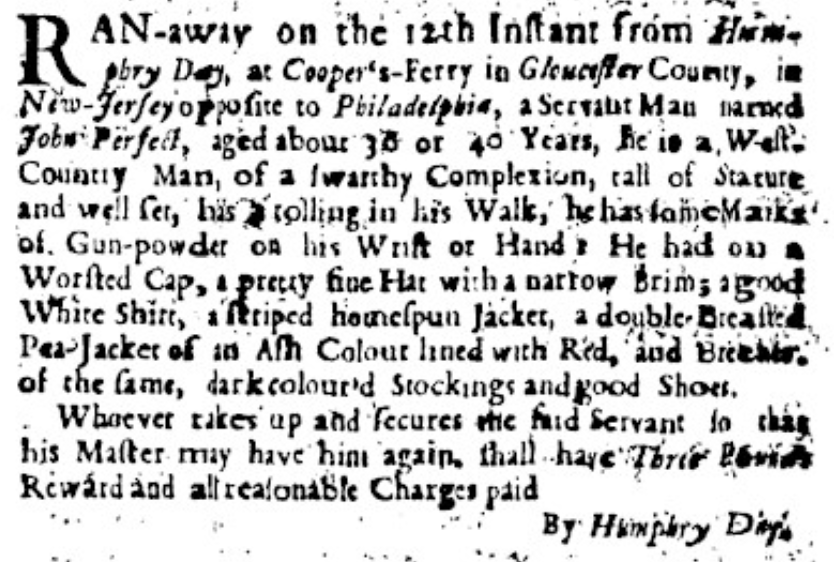 RAN-away on the 12th Inſtant from Hum-
phry Day, at Cooper's-Ferry in Glouceſter County, in
New-Jerſey oppoſite to Philadelphia, a Servant Man named
John Perfect, aged about 38 or 40 Years, he is a Weſt-
Country Man, of a ſwarthy Complexion, tall of Stature
and well ſet, has a rolling in his Walk, he has ſome Marks
of Gun-powder on his Wriſt or Hand: He had on a
Worſted Cap, a pretty fine Hat with a narrow Brim; a good
White Shirt, a ſtriped homeſpun Jacket, a double-Breaſted
Pea-Jacket of an Aſh Colour lined with Red, and Breeches
of the ſame, dark colour'd Stockings and good Shoes.
Whoever takes up and ſecures the ſaid Servant ſo that
his Maſter may have him again, ſhall have Three Pounds
Reward and all reaſonable Charges paid
By Humphry Day.